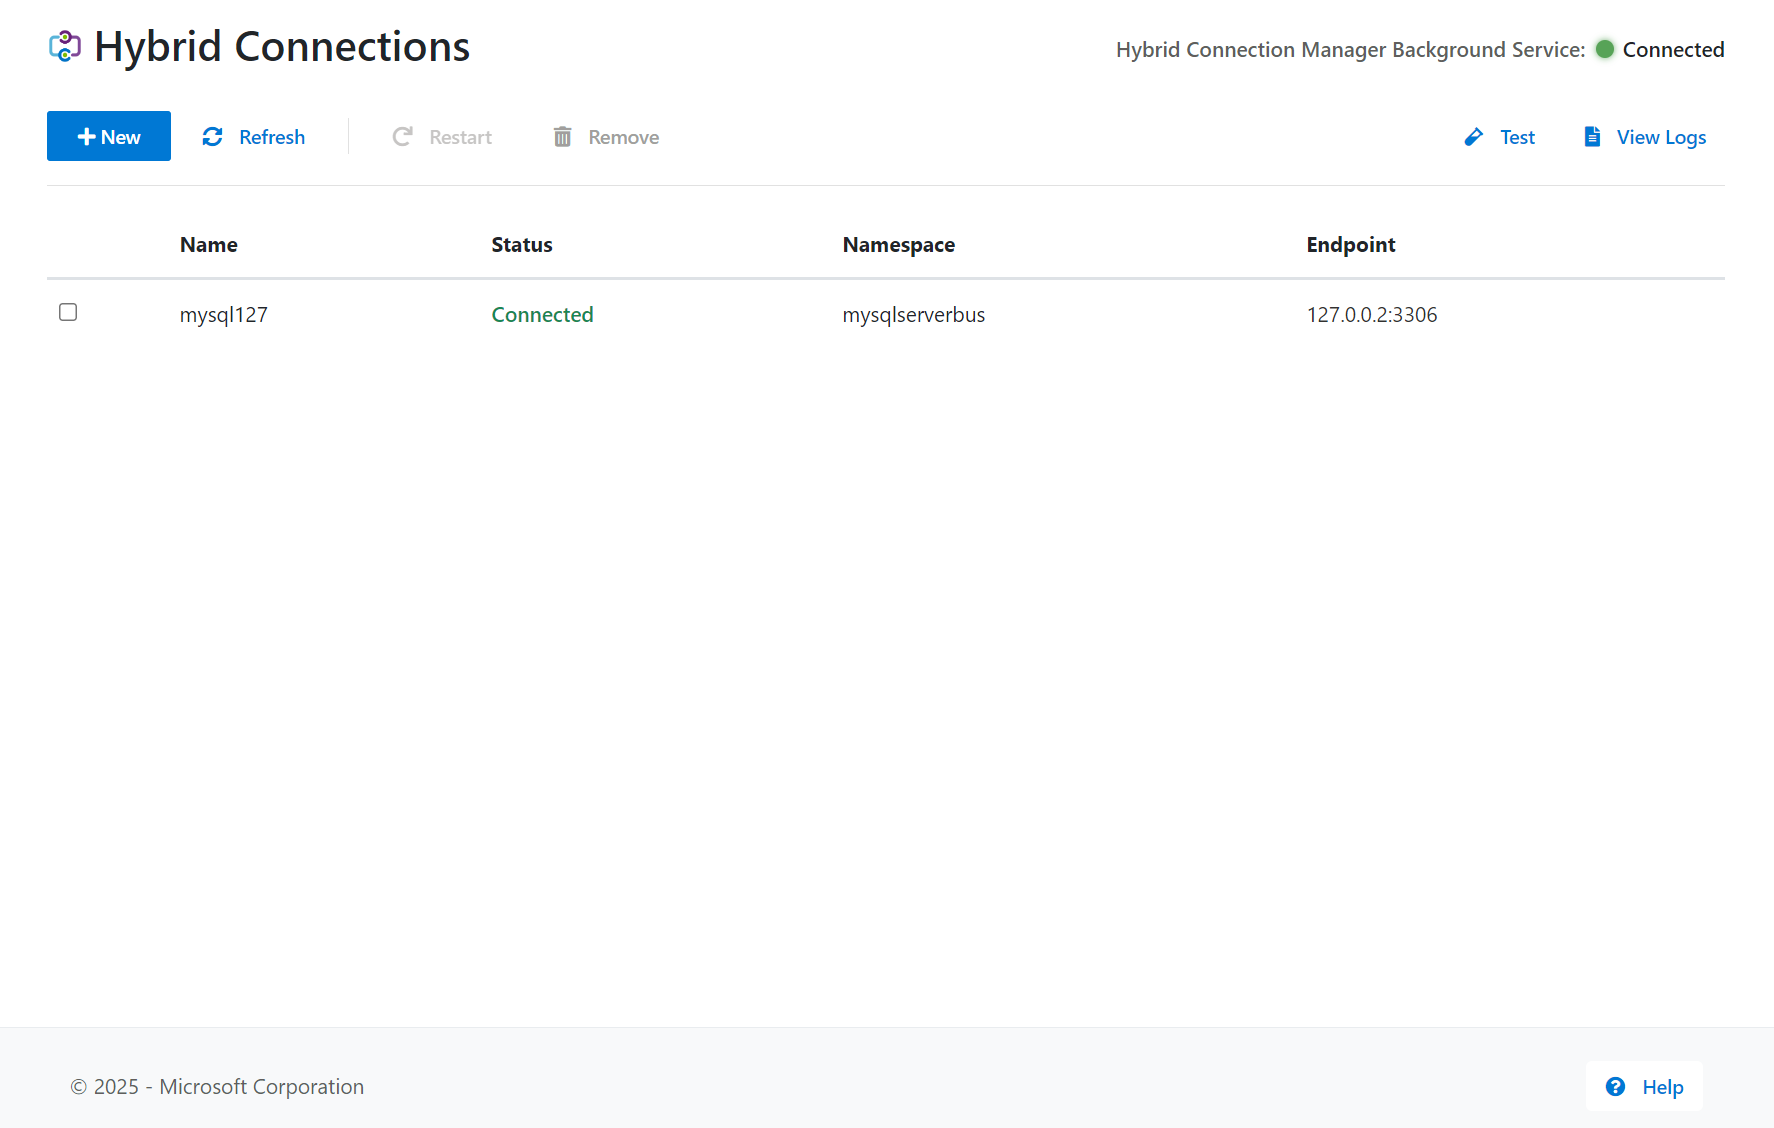 Hybrid Connections
Hybrid Connection Manager Background Service: Connected
New Refresh Restart Remove Test View Logs
Name Status Namespace Endpoint
mysql127 Connected mysqlserverbus 127.0.0.2:3306
© 2025 - Microsoft Corporation
Help